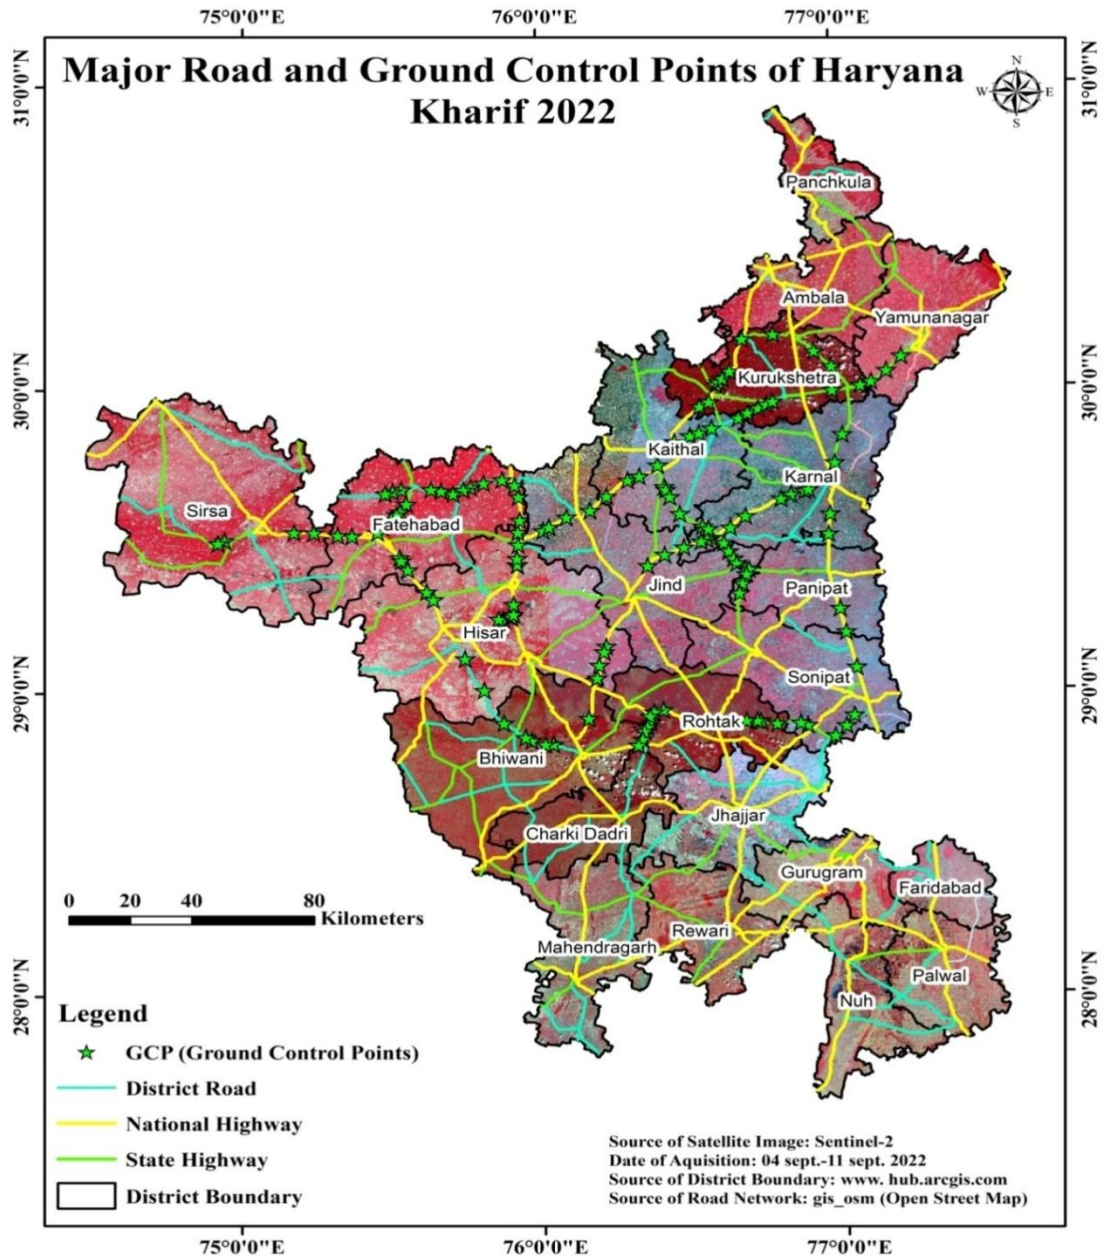 75°0'0"E 76°0'0"E 77°0'0"E
31°0'0"N
31°0'0"N
Major Road and Ground Control Points of Haryana
Kharif 2022
N
W E
S
Panchkula
Ambala
Yamunanagar
30°0'0"N
30°0'0"N
Kurukshetra
Kaithal
Karnal
Sirsa
Fatehabad
Jind
Panipat
Hisar
Sonipat
29°0'0"N
29°0'0"N
Rohtak
Bhiwani
Jhajjar
Charki Dadri
Gurugram
Faridabad
0 20 40 80
Kilometers
Rewari
Mahendragarh
Palwal
Nuh
28°0'0"N
28°0'0"N
Legend
GCP (Ground Control Points)
District Road
National Highway
State Highway
District Boundary
Source of Satellite Image: Sentinel-2
Date of Aquisition: 04 sept.-11 sept. 2022
Source of District Boundary: www. hub.arcgis.com
Source of Road Network: gis_osm (Open Street Map)
75°0'0"E 76°0'0"E 77°0'0"E